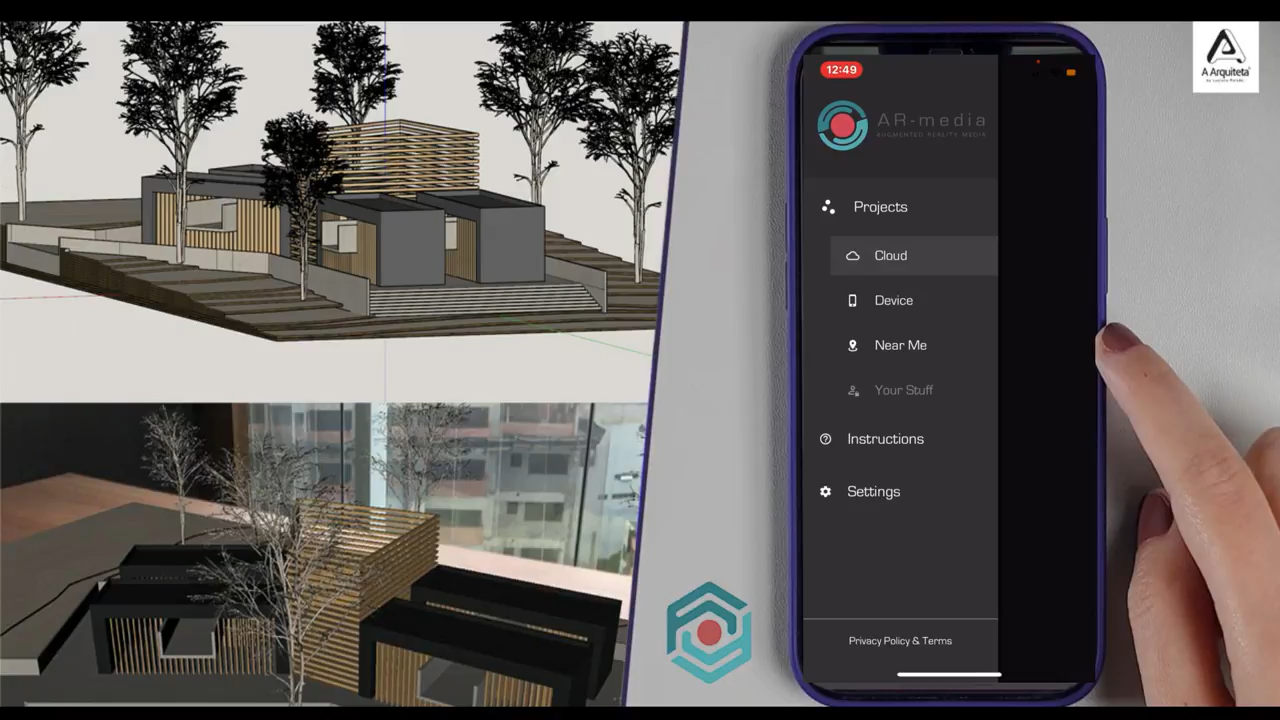 A Arquiteta
12:49
AR-media
AUGMENTED REALITY MEDIA
Projects
Cloud
Device
Near Me
Your Stuff
Instructions
Settings
Privacy Policy & Terms